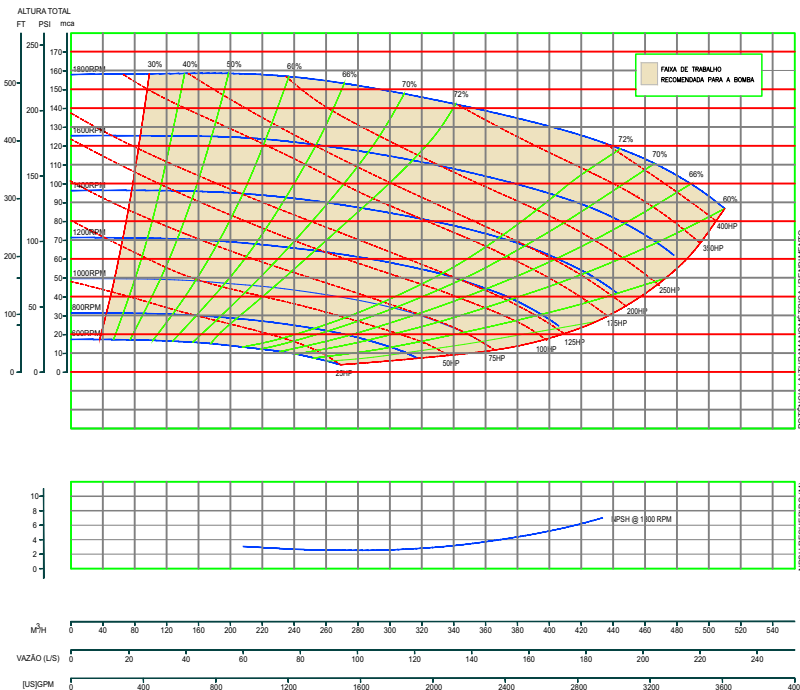 ALTURA TOTAL
FT PSI mca
250
200
150
100
50
0
500
400
300
200
100
0
170
160
150
140
130
120
110
100
90
80
70
60
50
40
30
20
10
0
1800RPM
1600RPM
1400RPM
1200RPM
1000RPM
800RPM
600RPM
30% 40% 50% 60% 66% 70% 72%
72%
70%
66%
60%
FAIXA DE TRABALHO
RECOMENDADA PARA A BOMBA
400HP
350HP
250HP
200HP
175HP
125HP
100HP
75HP
50HP
25HP
10
8
6
4
2
0
NPSH @ 1800 RPM
M³/H 0 40 80 120 160 200 220 240 260 280 300 320 340 360 380 400 420 440 460 480 500 520 540
VAZÃO (L/S) 0 20 40 60 80 100 120 140 160 180 200 220 240
[US]GPM 0 400 800 1200 1600 2000 2400 2800 3200 3600 400